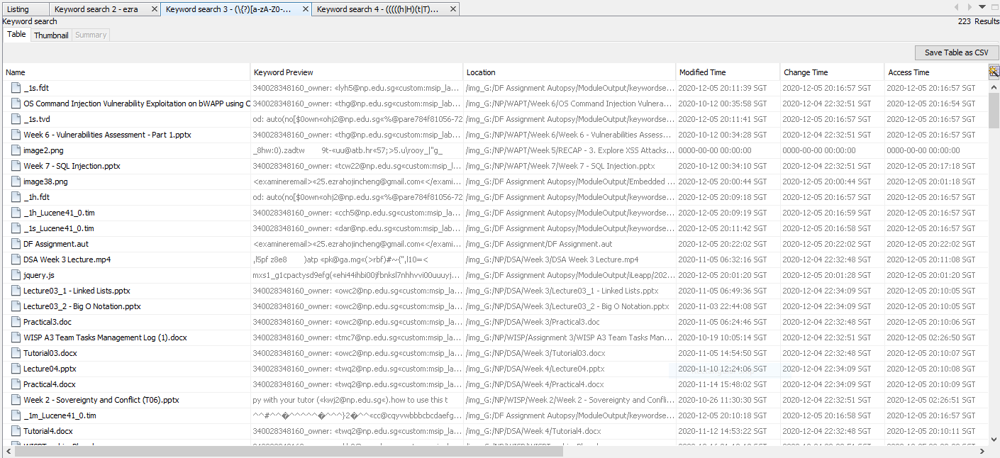 Listing Keyword search 2 - ezra Keyword search 3 - (\{?)[a-zA-Z0-... Keyword search 4 - (((((h|H)(t|T)...
Keyword search 223 Results
Table Thumbnail Summary
Save Table as CSV
Name Keyword Preview Location Modified Time Change Time Access Time
_1s.fdt 340028348160_owner: «lyh5@np.edu.sg«custom:msip_la... /img_G:/DF Assignment Autopsy/ModuleOutput/keywordse... 2020-12-05 20:11:39 SGT 2020-12-05 20:16:57 SGT 2020-12-05 20:16:57 SGT
OS Command Injection Vulnerability Exploitation on bWAPP using C 340028348160_owner: «thg@np.edu.sg«custom:msip_lab... /img_G:/NP/WAPT/Week 6/OS Command Injection Vulnera... 2020-10-12 00:35:58 SGT 2020-12-04 22:32:51 SGT 2020-12-05 20:16:54 SGT
_1s.tvd od: auto(no[$0own«ohj2@np.edu.sg«%@pare784f81056-72 /img_G:/DF Assignment Autopsy/ModuleOutput/keywordse... 2020-12-05 20:11:41 SGT 2020-12-05 20:16:57 SGT 2020-12-05 20:16:57 SGT
Week 6 - Vulnerabilities Assessment - Part 1.pptx 340028348160_owner: «thg@np.edu.sg«custom:msip_lab... /img_G:/NP/WAPT/Week 6/Week 6 - Vulnerabilities Assess... 2020-10-12 00:34:28 SGT 2020-12-04 22:32:51 SGT 2020-12-05 20:16:57 SGT
image2.png _8hw:0).zadtw 9t-«uu@atb.hr«57;>5.u\rooy_|"g_ /img_G:/NP/WAPT/Week 5/RECAP - 3. Explore XSS Attacks... 0000-00-00 00:00:00 0000-00-00 00:00:00 0000-00-00 00:00:00
Week 7 - SQL Injection.pptx 340028348160_owner: «tcw22@np.edu.sg«custom:msip_l... /img_G:/NP/WAPT/Week 7/Week 7 - SQL Injection.pptx 2020-10-12 00:34:10 SGT 2020-12-04 22:32:51 SGT 2020-12-05 20:17:18 SGT
image38.png <examineremail>«25.ezrahojincheng@gmail.com«</exami... /img_G:/DF Assignment Autopsy/ModuleOutput/Embedded ... 2020-12-05 20:00:44 SGT 2020-12-05 20:00:44 SGT 2020-12-05 20:01:18 SGT
_1h.fdt od: auto(no[$0own«ohj2@np.edu.sg«%@pare784f81056-72 /img_G:/DF Assignment Autopsy/ModuleOutput/keywordse... 2020-12-05 20:09:18 SGT 2020-12-05 20:16:57 SGT 2020-12-05 20:16:57 SGT
_1h_Lucene41_0.tim 340028348160_owner: «cch5@np.edu.sg«custom:msip_la... /img_G:/DF Assignment Autopsy/ModuleOutput/keywordse... 2020-12-05 20:09:19 SGT 2020-12-05 20:16:59 SGT 2020-12-05 20:16:57 SGT
_1s_Lucene41_0.tim 340028348160_owner: «dar@np.edu.sg«custom:msip_lab... /img_G:/DF Assignment Autopsy/ModuleOutput/keywordse... 2020-12-05 20:11:42 SGT 2020-12-05 20:16:58 SGT 2020-12-05 20:16:57 SGT
DF Assignment.aut <examineremail>«25.ezrahojincheng@gmail.com«</exami... /img_G:/DF Assignment/DF Assignment.aut 2020-12-05 20:22:02 SGT 2020-12-05 20:22:02 SGT 2020-12-05 20:22:02 SGT
DSA Week 3 Lecture.mp4 ,l5pf z8e8 )atp «pk@ga.mg«(>rbf)#~{",l10=< /img_G:/NP/DSA/Week 3/DSA Week 3 Lecture.mp4 2020-11-05 06:32:16 SGT 2020-12-04 22:32:48 SGT 2020-12-05 20:11:08 SGT
jquery.js mxs1_g1cpactysd9efg(«ehi44ihbi00jfbnksl7nhhvvi00uuuyj... /img_G:/DF Assignment Autopsy/ModuleOutput/iLeapp/202... 2020-12-05 20:01:20 SGT 2020-12-05 20:01:28 SGT 2020-12-05 20:01:20 SGT
Lecture03_1 - Linked Lists.pptx 340028348160_owner: «owc2@np.edu.sg«custom:msip_la... /img_G:/NP/DSA/Week 3/Lecture03_1 - Linked Lists.pptx 2020-11-05 06:49:36 SGT 2020-12-04 22:34:09 SGT 2020-12-05 20:10:05 SGT
Lecture03_2 - Big O Notation.pptx 340028348160_owner: «owc2@np.edu.sg«custom:msip_la... /img_G:/NP/DSA/Week 3/Lecture03_2 - Big O Notation.pptx 2020-11-03 22:44:08 SGT 2020-12-04 22:34:09 SGT 2020-12-05 20:10:05 SGT
Practical3.doc 340028348160_owner: «owc2@np.edu.sg«custom:msip_la... /img_G:/NP/DSA/Week 3/Practical3.doc 2020-11-05 06:24:46 SGT 2020-12-04 22:32:48 SGT 2020-12-05 20:10:06 SGT
WISP A3 Team Tasks Management Log (1).docx 340028348160_owner: «tmc7@np.edu.sg«custom:msip_la... /img_G:/NP/WISP/Assignment 3/WISP A3 Team Tasks Man... 2020-10-19 10:05:14 SGT 2020-12-04 22:32:51 SGT 2020-12-05 02:26:50 SGT
Tutorial03.docx 340028348160_owner: «owc2@np.edu.sg«custom:msip_la... /img_G:/NP/DSA/Week 3/Tutorial03.docx 2020-11-05 14:54:50 SGT 2020-12-04 22:32:48 SGT 2020-12-05 20:10:07 SGT
Lecture04.pptx 340028348160_owner: «twq2@np.edu.sg«custom:msip_la... /img_G:/NP/DSA/Week 4/Lecture04.pptx 2020-11-10 12:24:06 SGT 2020-12-04 22:34:09 SGT 2020-12-05 20:10:08 SGT
Practical4.docx 340028348160_owner: «twq2@np.edu.sg«custom:msip_la... /img_G:/NP/DSA/Week 4/Practical4.docx 2020-11-14 15:48:02 SGT 2020-12-04 22:34:09 SGT 2020-12-05 20:10:09 SGT
Week 2 - Sovereignty and Conflict (T06).pptx py with your tutor («kwj2@np.edu.sg«).how to use this t /img_G:/NP/WISP/Week 2/Week 2 - Sovereignty and Confli... 2020-10-26 11:30:30 SGT 2020-12-04 22:32:51 SGT 2020-12-05 02:26:51 SGT
_1m_Lucene41_0.tim ^^#^^�^^^^^�^^^}2�^^«cc@cqyvwbbbcbcdaefg... /img_G:/DF Assignment Autopsy/ModuleOutput/keywordse... 2020-12-05 20:10:18 SGT 2020-12-05 20:16:58 SGT 2020-12-05 20:16:57 SGT
Tutorial4.docx 340028348160_owner: «twq2@np.edu.sg«custom:msip_la... /img_G:/NP/DSA/Week 4/Tutorial4.docx 2020-11-12 14:53:22 SGT 2020-12-04 22:32:48 SGT 2020-12-05 20:10:11 SGT